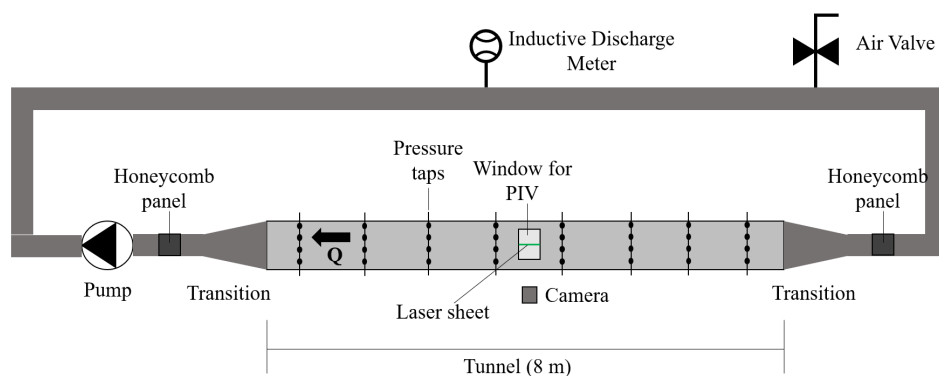 Inductive Discharge
Meter
Air Valve
Pressure
taps
Window for
PIV
Honeycomb
panel
Honeycomb
panel
Q
Pump
Transition
Laser sheet
Camera
Transition
Tunnel (8 m)